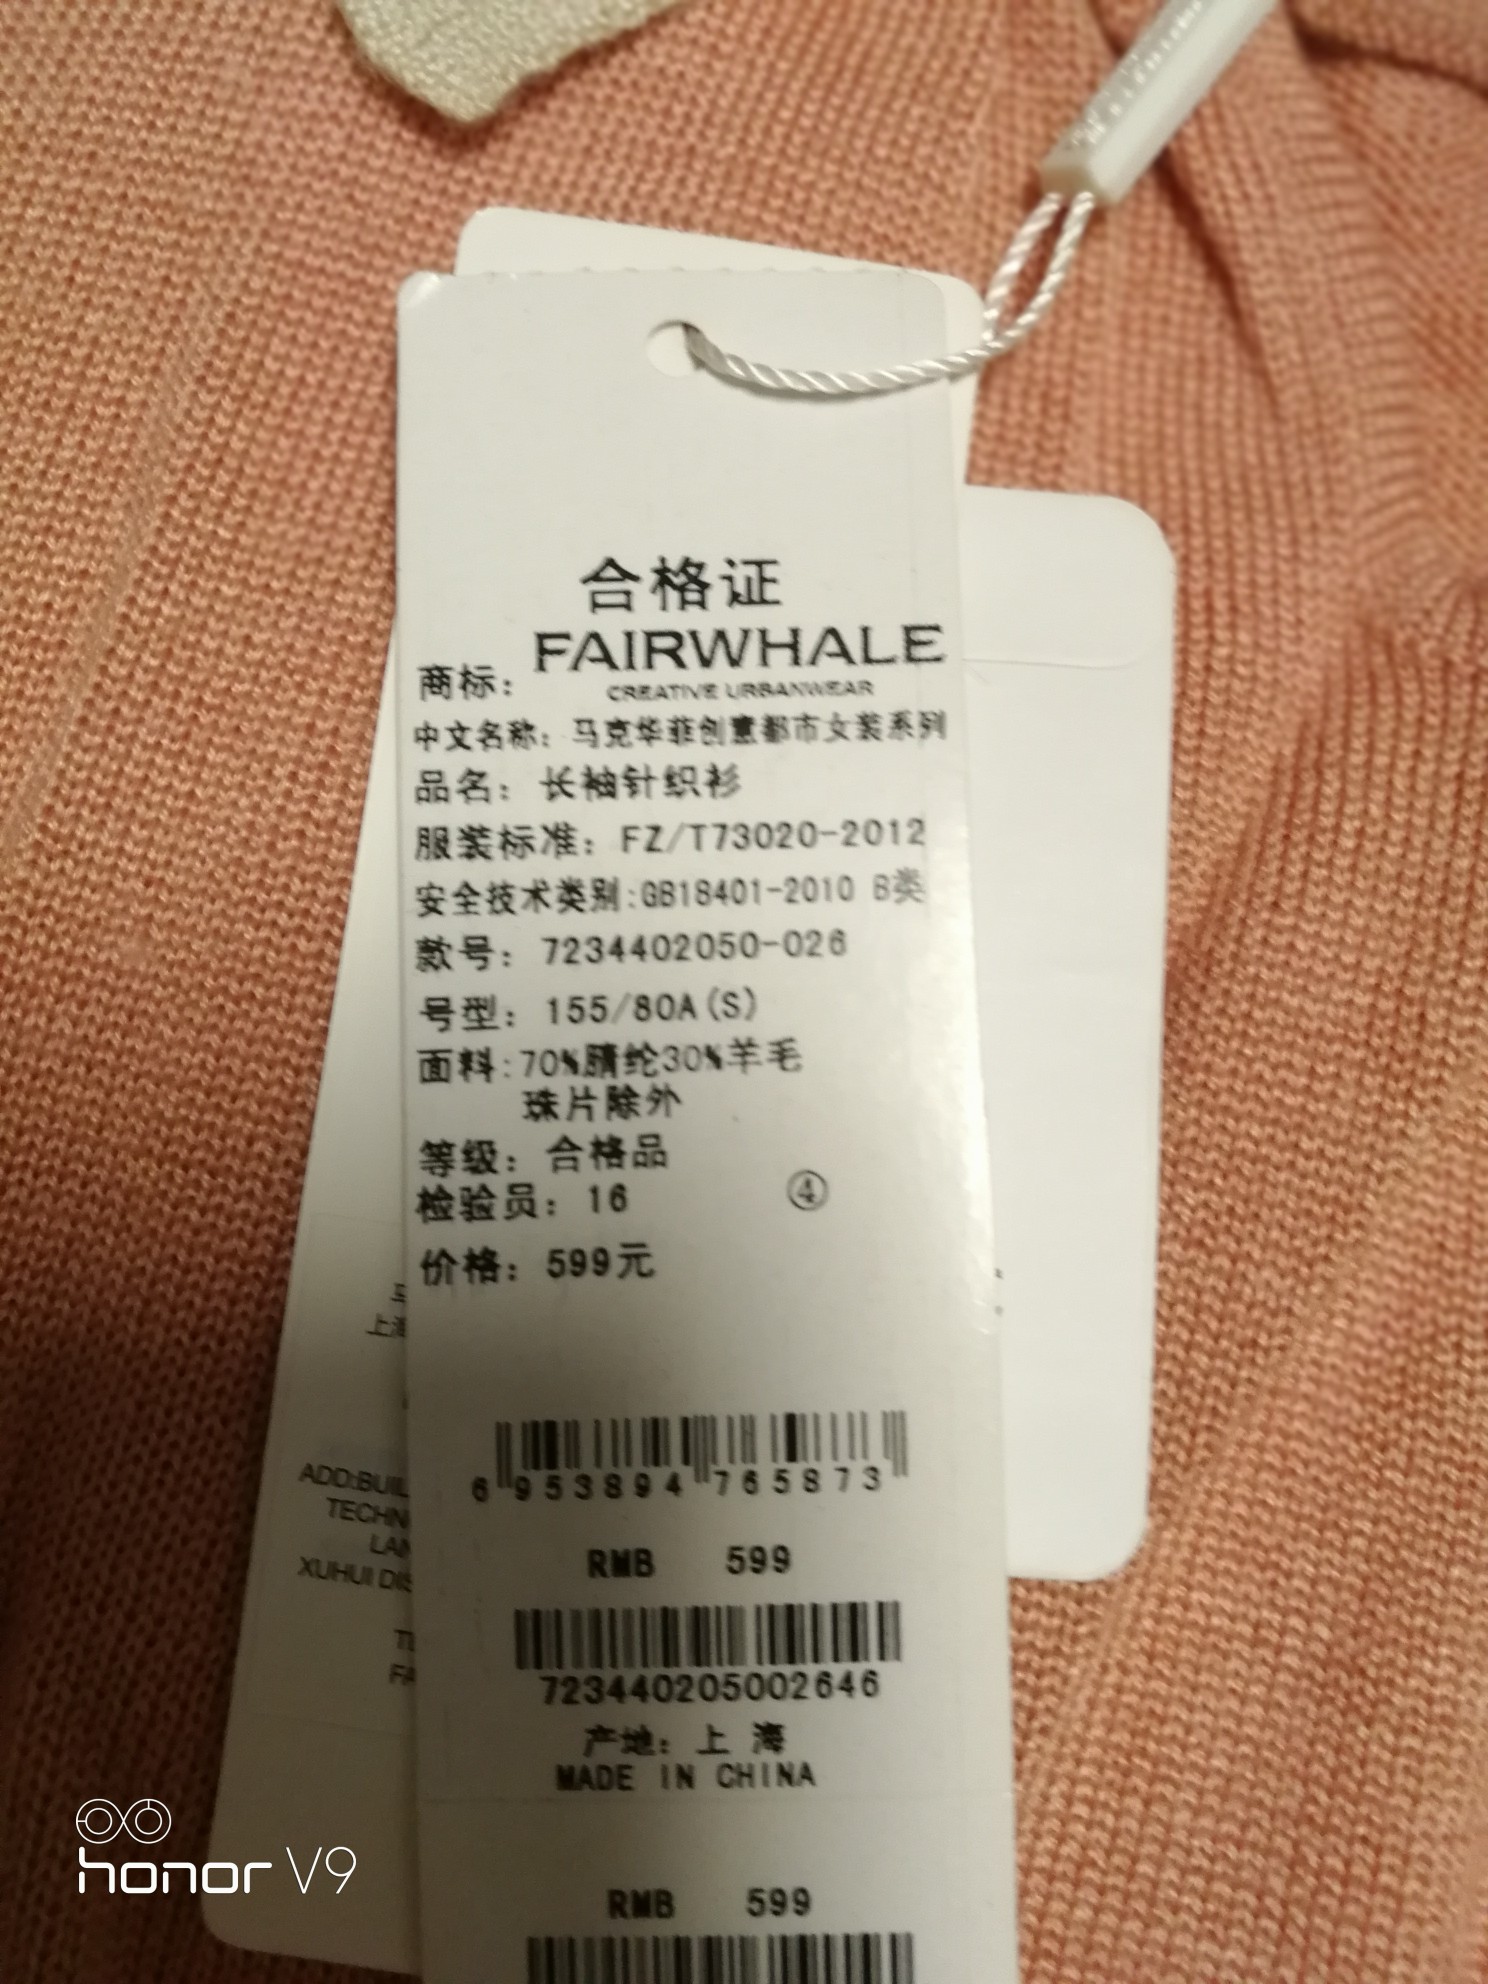 合格证
商标: FAIRWHALE
CREATIVE URBANWEAR
中文名称: 马克华菲创意都市女装系列
品名: 长袖针织衫
服装标准: FZ/T73020-2012
安全技术类别:GB18401-2010 B类
款号: 7234402050-026
号型: 155/80A(S)
面料:70%腈纶30%羊毛
珠片除外
等级: 合格品
检验员: 16 ④
价格: 599元
上海
ADD:BUIL
TECHN
LAN
XUHUI DIS
FA
6 953894 765873
RMB 599
723440205002646
产地: 上 海
MADE IN CHINA
RMB 599
honor V9